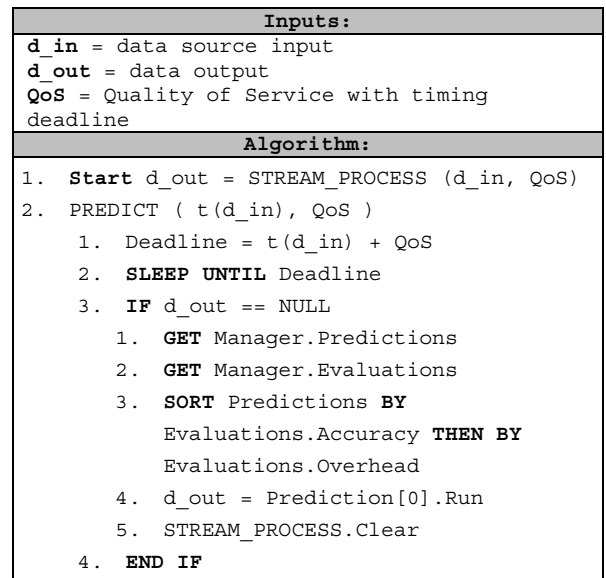 Inputs:
d_in = data source input
d_out = data output
QoS = Quality of Service with timing
deadline
Algorithm:
1. Start d_out = STREAM_PROCESS (d_in, QoS)
2. PREDICT ( t(d_in), QoS )
1. Deadline = t(d_in) + QoS
2. SLEEP UNTIL Deadline
3. IF d_out == NULL
1. GET Manager.Predictions
2. GET Manager.Evaluations
3. SORT Predictions BY
Evaluations.Accuracy THEN BY
Evaluations.Overhead
4. d_out = Prediction[0].Run
5. STREAM_PROCESS.Clear
4. END IF